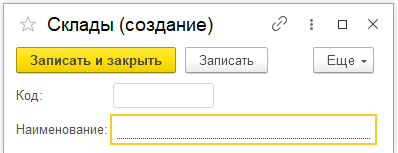 Склады (создание)
Записать и закрыть Записать Еще
Код:
Наименование: